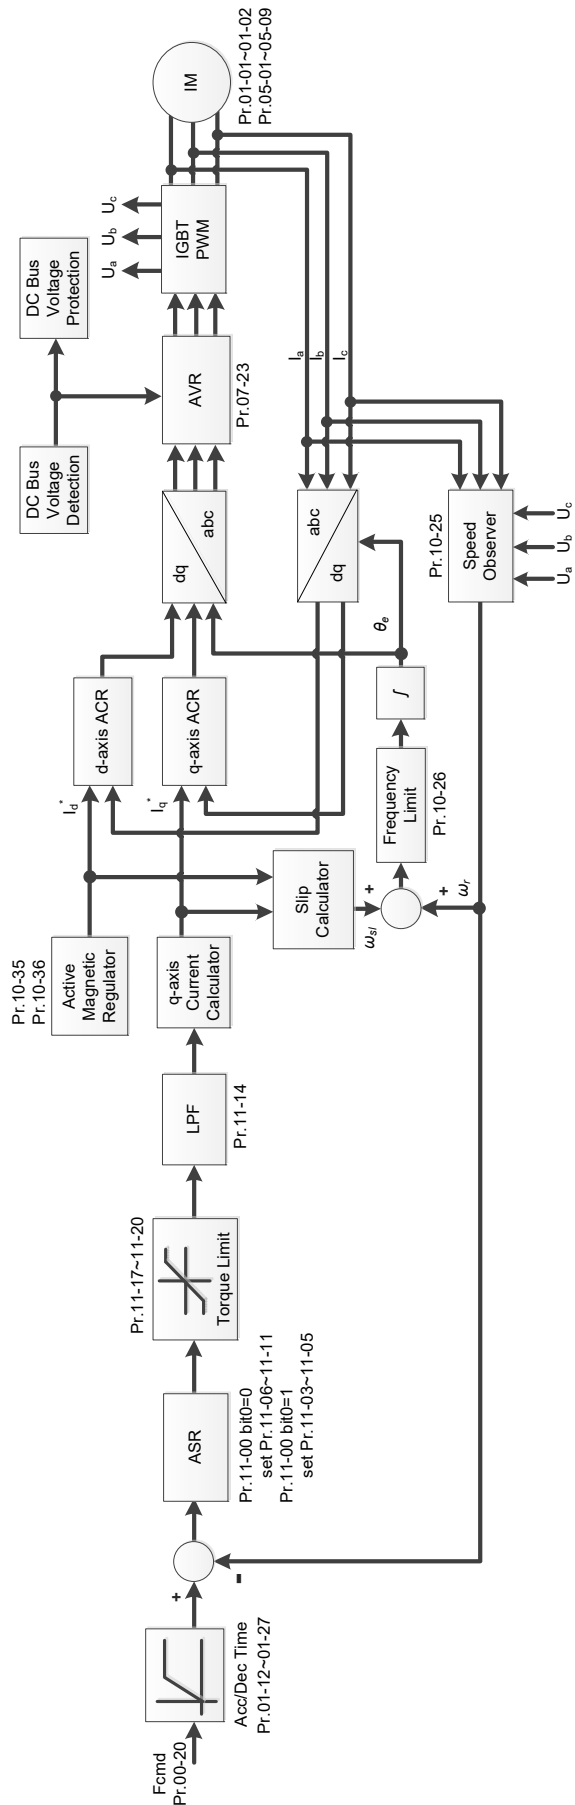 Fcmd
Pr.00-20
Acc/Dec Time
Pr.01-12~01-27
+
-
ASR
Pr.11-00 bit0=0
set Pr.11-06~11-11
Pr.11-00 bit0=1
set Pr.11-03~11-05
Pr.11-17~11-20
Torque Limit
LPF
Pr.11-14
Pr.10-35
Pr.10-36
Active
Magnetic
Regulator
q-axis
Current
Calculator
Slip
Calculator
ωsl
+
+
ωr
Id*
Iq*
d-axis ACR
q-axis ACR
Frequency
Limit
Pr.10-26
∫
θe
dq
abc
abc
dq
DC Bus
Voltage
Detection
DC Bus
Voltage
Protection
AVR
Pr.07-23
Ua
Ub
Uc
IGBT
PWM
IM
Pr.01-01~01-02
Pr.05-01~05-09
Ia
Ib
Ic
Pr.10-25
Speed
Observer
Ua
Ub
Uc